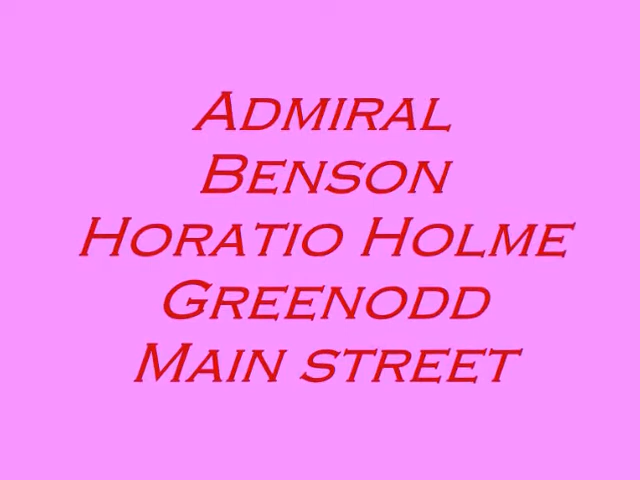 Admiral
Benson
Horatio Holme
Greenodd
Main street